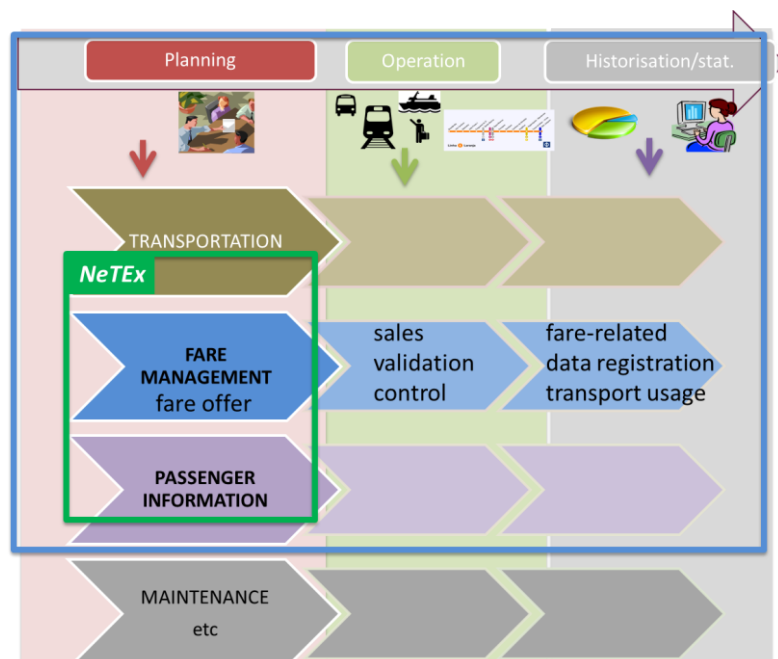 Planning
Operation
Historisation/stat.
TRANSPORTATION
NeTEx
FARE
MANAGEMENT
fare offer
sales
validation
control
fare-related
data registration
transport usage
PASSENGER
INFORMATION
MAINTENANCE
etc